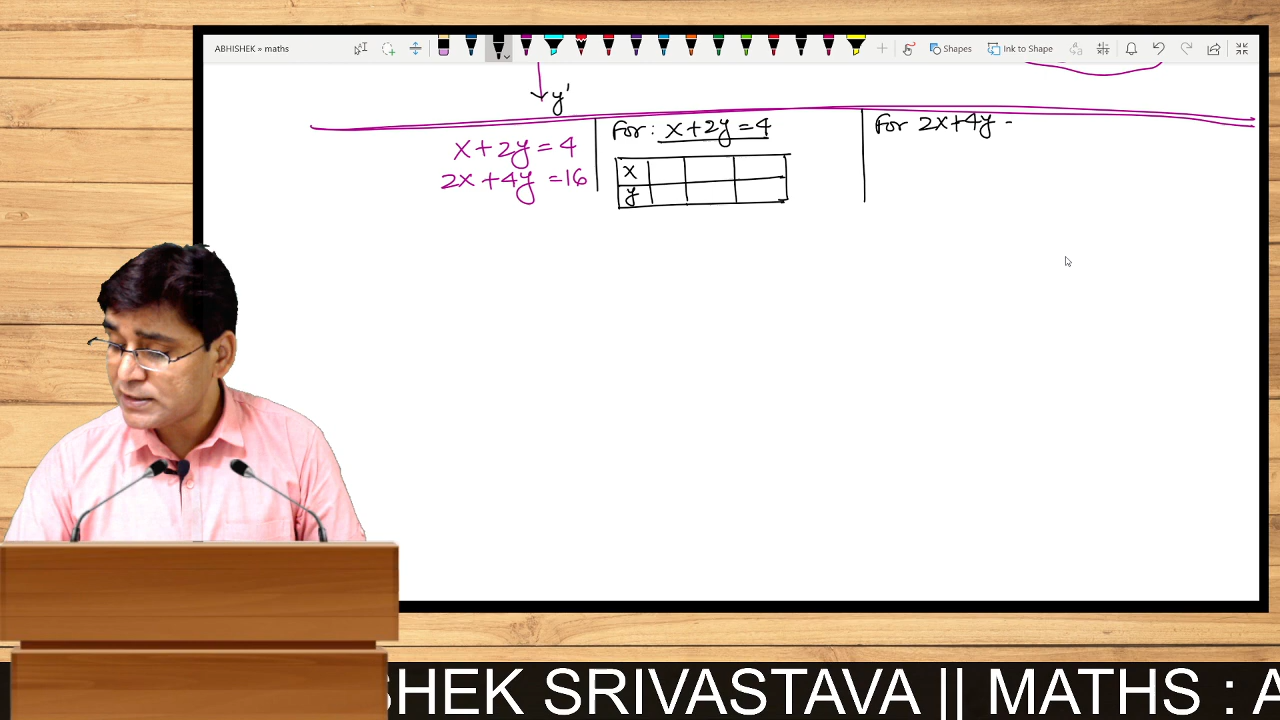 ABHISHEK » maths
Shapes
Ink to Shape
y'
x + 2y = 4
2x + 4y = 16
For : x + 2y = 4
x
y
For 2x + 4y =
SHEK SRIVASTAVA || MATHS : A